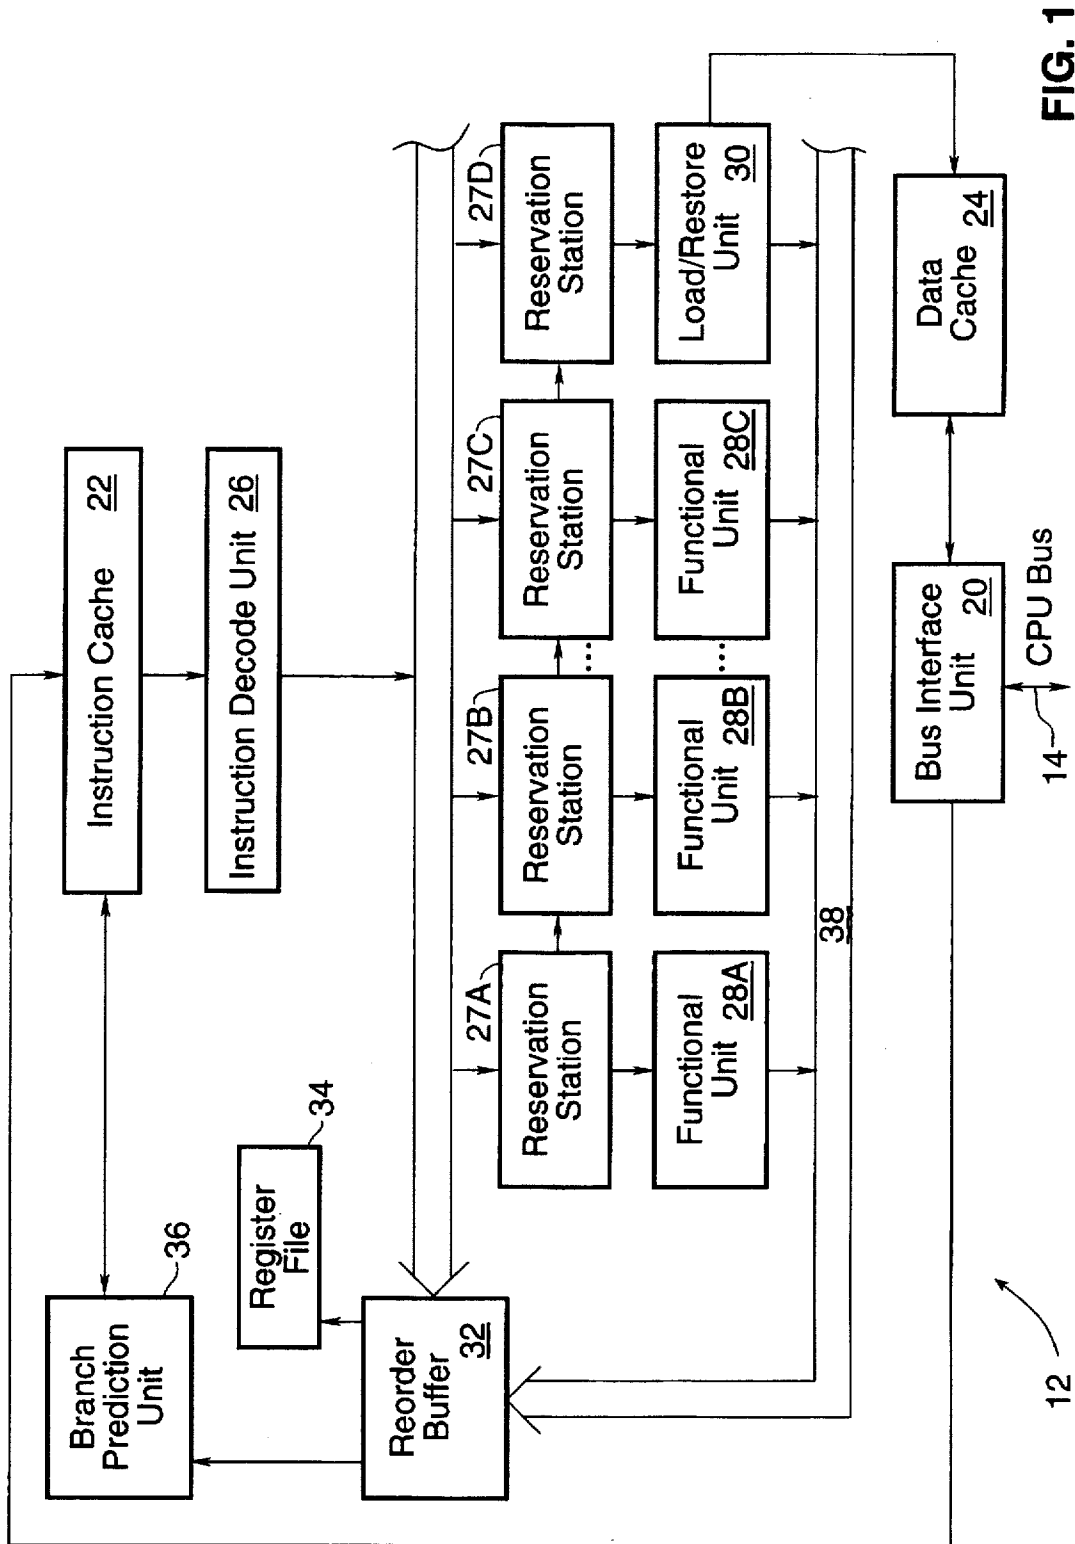 Instruction Cache
22
Instruction Decode Unit
26
Branch
Prediction
Unit
36
Register
File
34
Reorder
Buffer
32
27A
Reservation
Station
27B
Reservation
Station
...
27C
Reservation
Station
27D
Reservation
Station
Functional
Unit
28A
Functional
Unit
28B
...
Functional
Unit
28C
Load/Restore
Unit
30
38
Bus Interface
Unit
20
Data
Cache
24
14
CPU Bus
12
FIG. 1